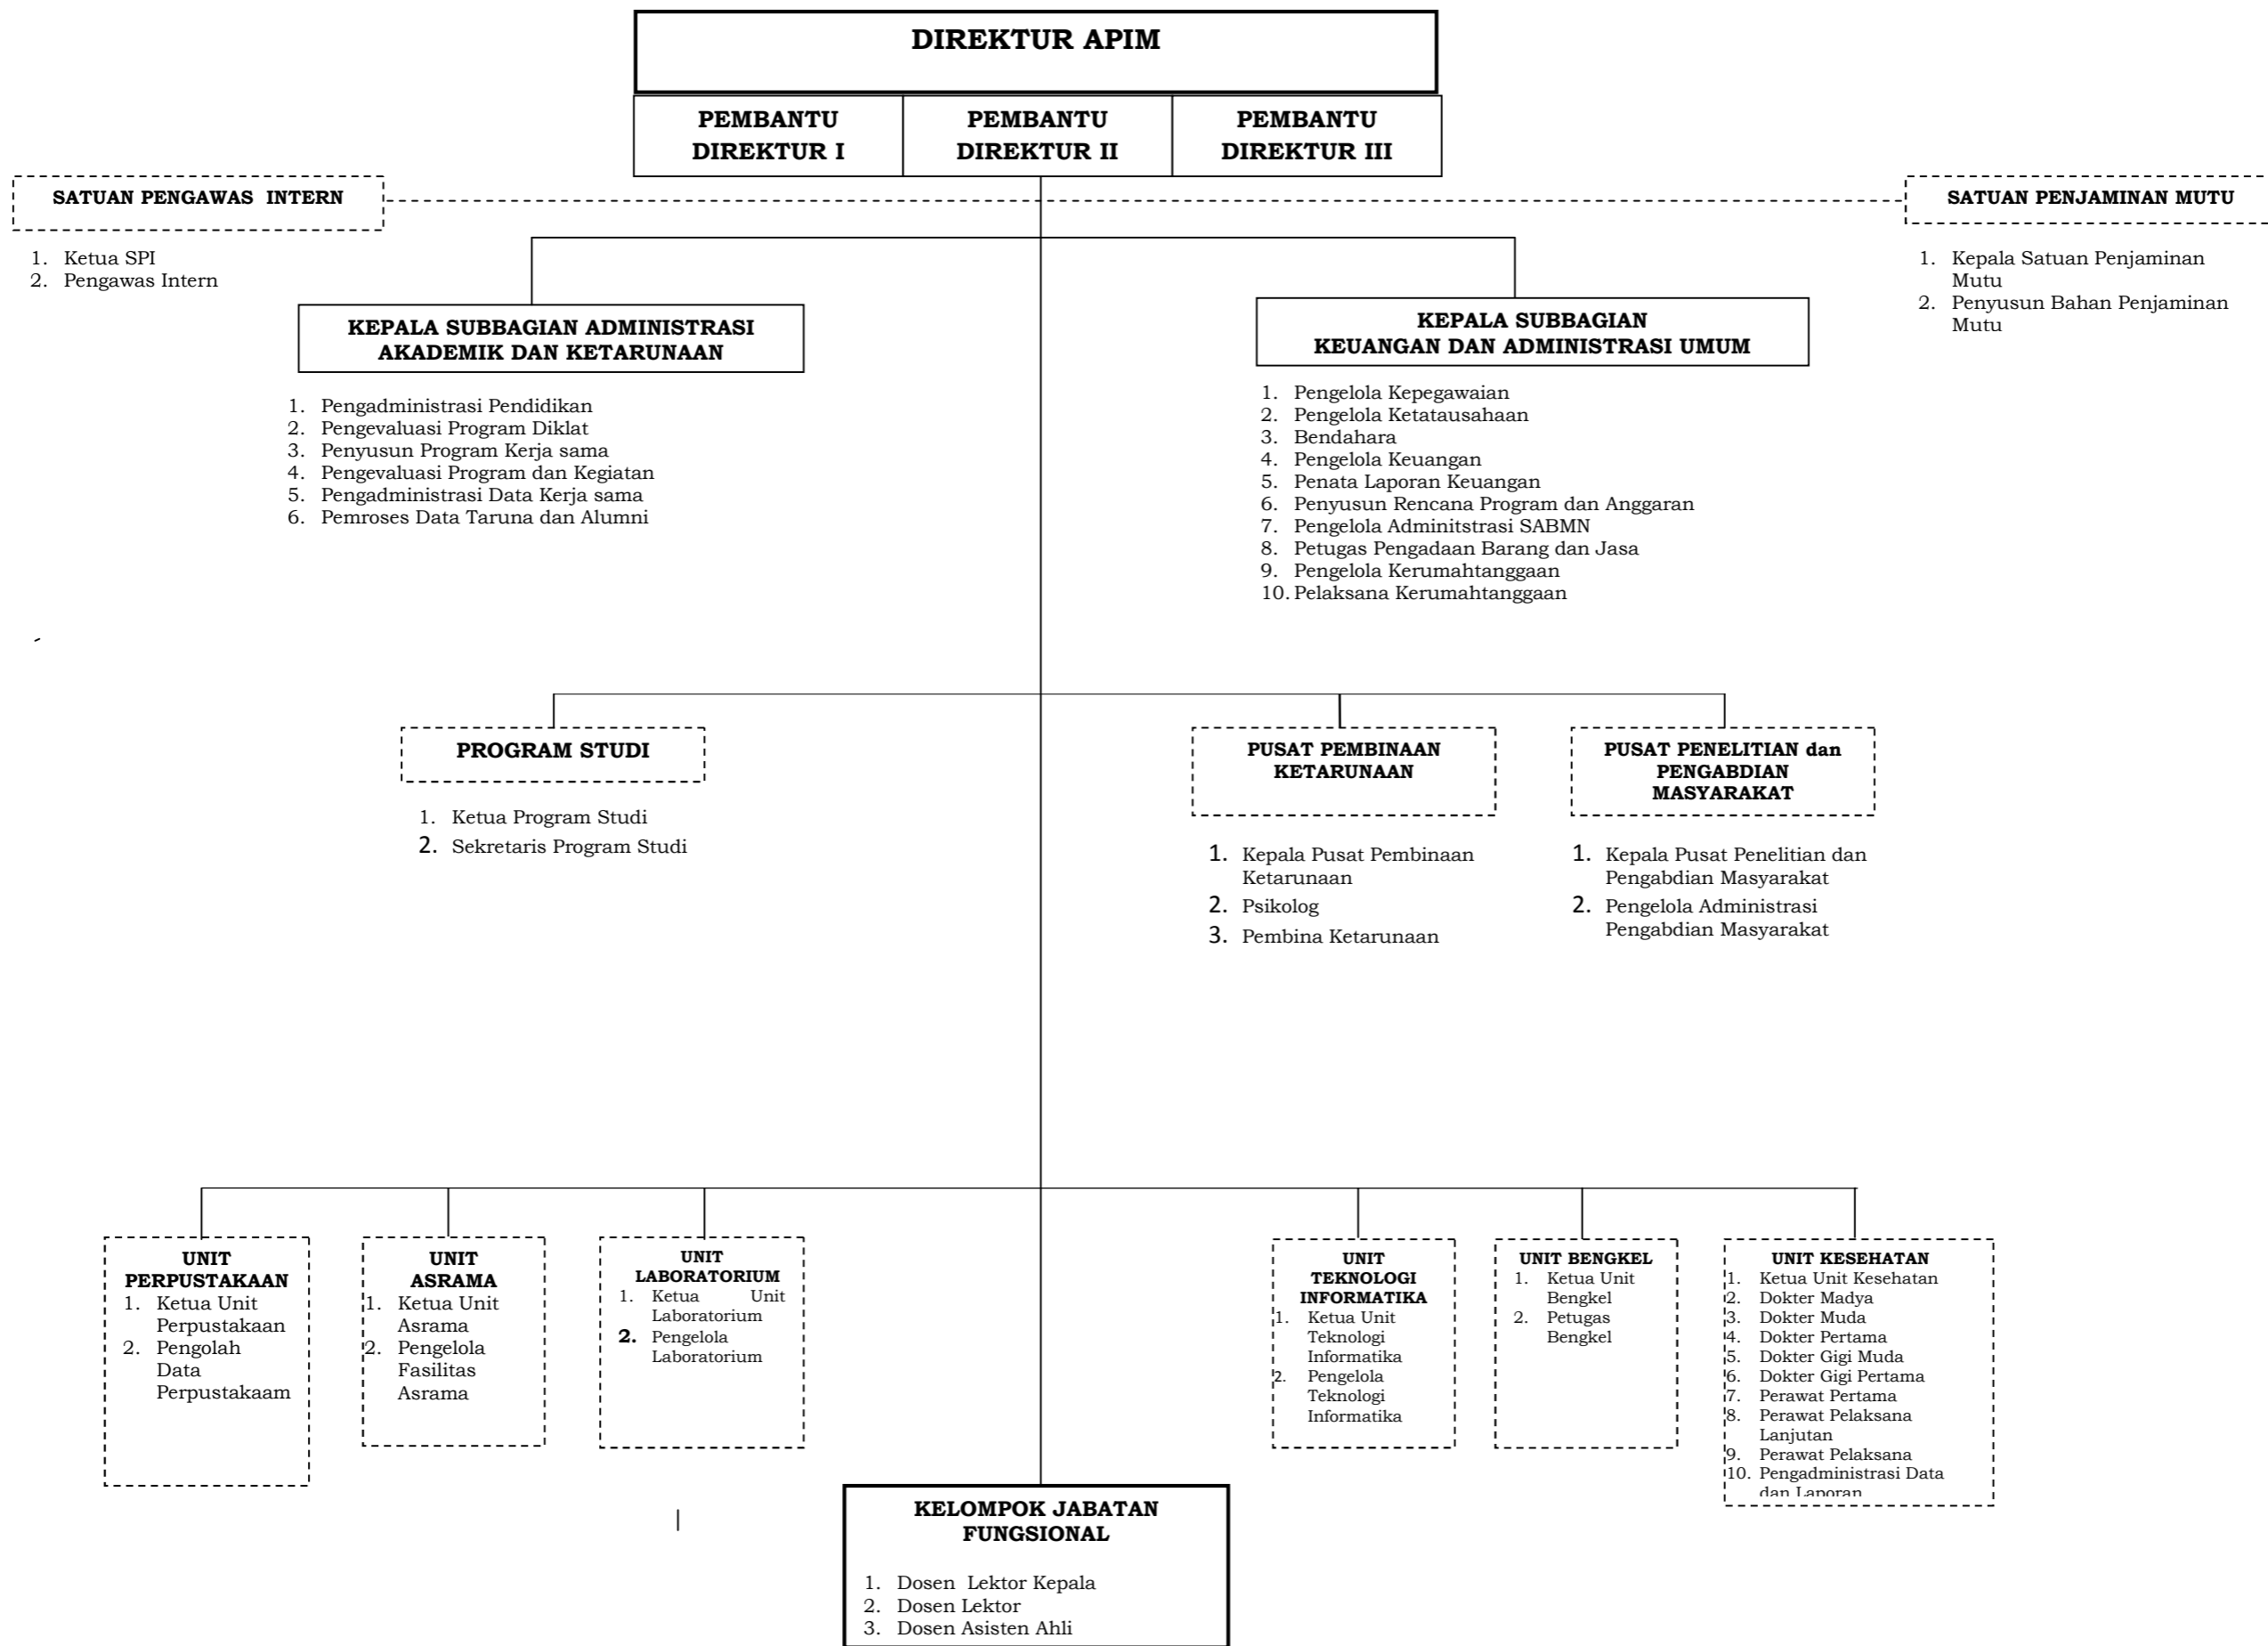 DIREKTUR APIM
PEMBANTU
DIREKTUR I
PEMBANTU
DIREKTUR II
PEMBANTU
DIREKTUR III
SATUAN PENGAWAS  INTERN
1. Ketua SPI
2. Pengawas Intern
SATUAN PENJAMINAN MUTU
1. Kepala Satuan Penjaminan
Mutu
2. Penyusun Bahan Penjaminan
Mutu
KEPALA SUBBAGIAN ADMINISTRASI
AKADEMIK DAN KETARUNAAN
1. Pengadministrasi Pendidikan
2. Pengevaluasi Program Diklat
3. Penyusun Program Kerja sama
4. Pengevaluasi Program dan Kegiatan
5. Pengadministrasi Data Kerja sama
6. Pemroses Data Taruna dan Alumni
KEPALA SUBBAGIAN
KEUANGAN DAN ADMINISTRASI UMUM
1. Pengelola Kepegawaian
2. Pengelola Ketatausahaan
3. Bendahara
4. Pengelola Keuangan
5. Penata Laporan Keuangan
6. Penyusun Rencana Program dan Anggaran
7. Pengelola Adminitstrasi SABMN
8. Petugas Pengadaan Barang dan Jasa
9. Pengelola Kerumahtanggaan
10. Pelaksana Kerumahtanggaan
PROGRAM STUDI
1. Ketua Program Studi
2. Sekretaris Program Studi
PUSAT PEMBINAAN
KETARUNAAN
1. Kepala Pusat Pembinaan
Ketarunaan
2. Psikolog
3. Pembina Ketarunaan
PUSAT PENELITIAN dan
PENGABDIAN
MASYARAKAT
1. Kepala Pusat Penelitian dan
Pengabdian Masyarakat
2. Pengelola Administrasi
Pengabdian Masyarakat
UNIT
PERPUSTAKAAN
1. Ketua Unit
Perpustakaan
2. Pengolah
Data
Perpustakaam
UNIT
ASRAMA
1. Ketua Unit
Asrama
2. Pengelola
Fasilitas
Asrama
UNIT
LABORATORIUM
1. Ketua Unit
Laboratorium
2. Pengelola
Laboratorium
UNIT
TEKNOLOGI
INFORMATIKA
1. Ketua Unit
Teknologi
Informatika
2. Pengelola
Teknologi
Informatika
UNIT BENGKEL
1. Ketua Unit
Bengkel
2. Petugas
Bengkel
UNIT KESEHATAN
1. Ketua Unit Kesehatan
2. Dokter Madya
3. Dokter Muda
4. Dokter Pertama
5. Dokter Gigi Muda
6. Dokter Gigi Pertama
7. Perawat Pertama
8. Perawat Pelaksana
Lanjutan
9. Perawat Pelaksana
10. Pengadministrasi Data
dan Laporan
KELOMPOK JABATAN
FUNGSIONAL
1. Dosen  Lektor Kepala
2. Dosen Lektor
3. Dosen Asisten Ahli